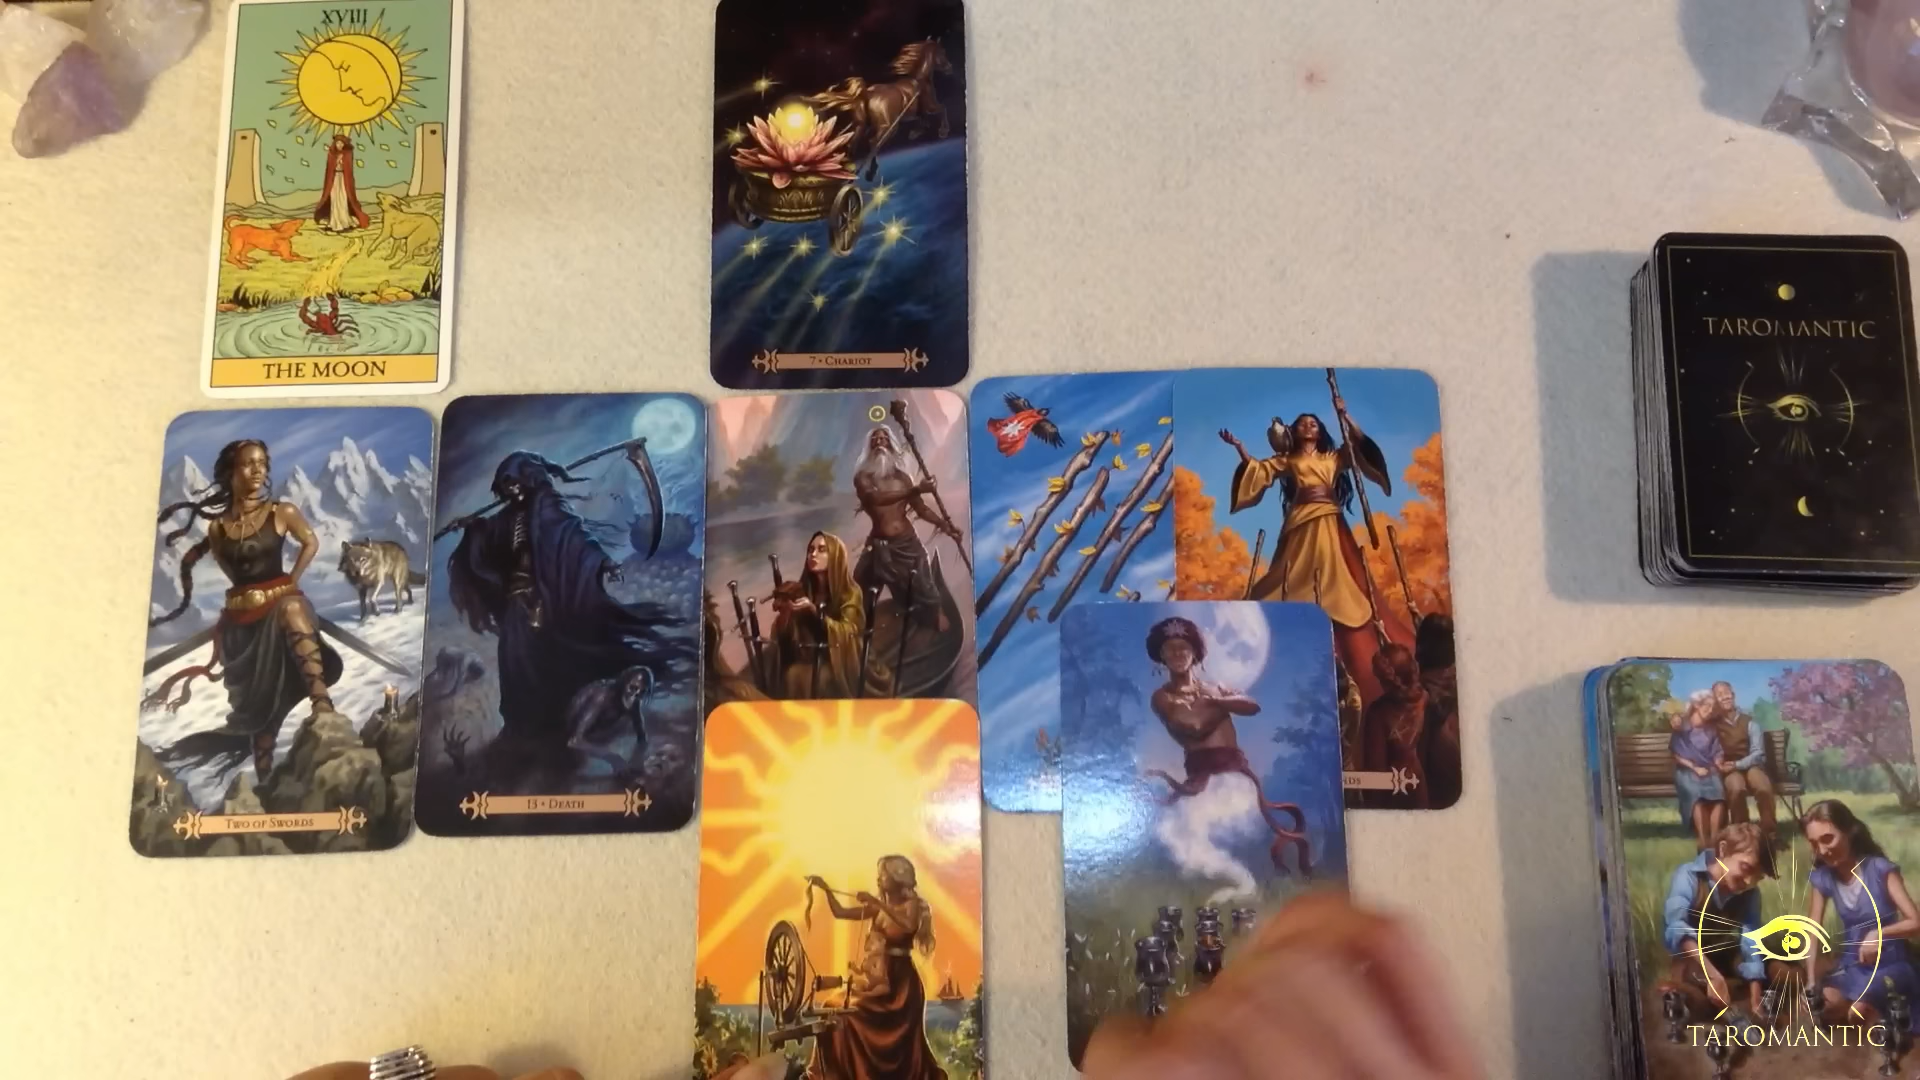 XVIII
THE MOON
7 • CHARIOT
TWO OF SWORDS
13 • DEATH
TAROMANTIC
TAROMANTIC